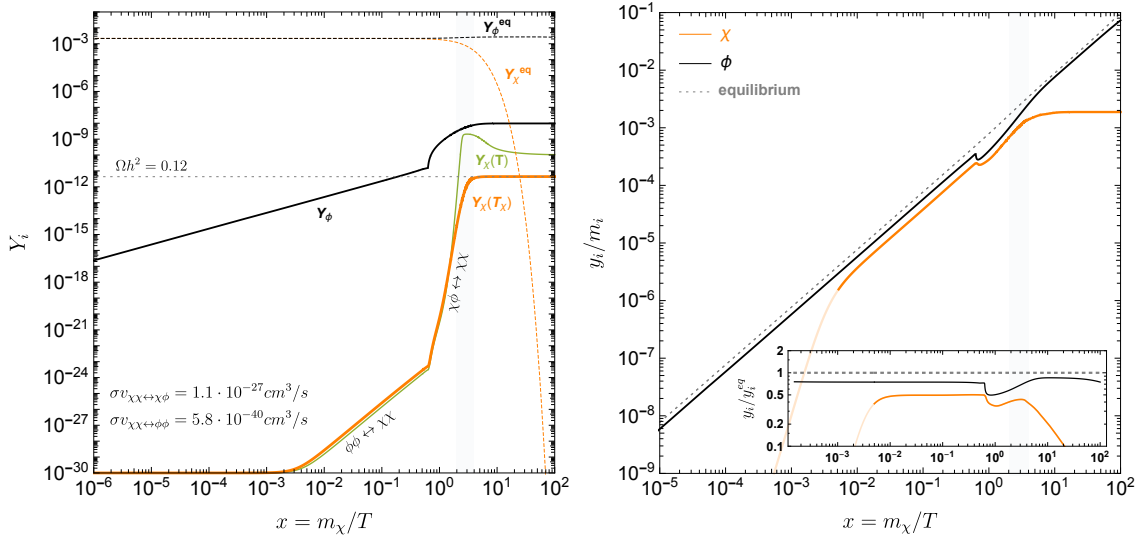 Y_i
10^{-3}
10^{-6}
10^{-9}
10^{-12}
10^{-15}
10^{-18}
10^{-21}
10^{-24}
10^{-27}
10^{-30}
Y_ϕ^{eq}
Y_χ^{eq}
Y_χ(T)
Ωh² = 0.12
Y_ϕ
Y_χ(T_χ)
χϕ ↔ χχ
ϕϕ ↔ χχ
σv_{χχ↔χϕ} = 1.1 · 10^{-27}cm³/s
σv_{χχ↔ϕϕ} = 5.8 · 10^{-40}cm³/s
10^{-6} 10^{-5} 10^{-4} 10^{-3} 10^{-2} 10^{-1} 10^{0} 10^{1} 10^{2}
x = m_χ/T
y_i/m_i
10^{-1}
10^{-2}
10^{-3}
10^{-4}
10^{-5}
10^{-6}
10^{-7}
10^{-8}
10^{-9}
χ
ϕ
equilibrium
y_i/y_i^{eq}
2
1
0.5
0.1
10^{-3} 10^{-2} 10^{-1} 10^{0} 10^{1} 10^{2}
10^{-5} 10^{-4} 10^{-3} 10^{-2} 10^{-1} 10^{0} 10^{1} 10^{2}
x = m_χ/T